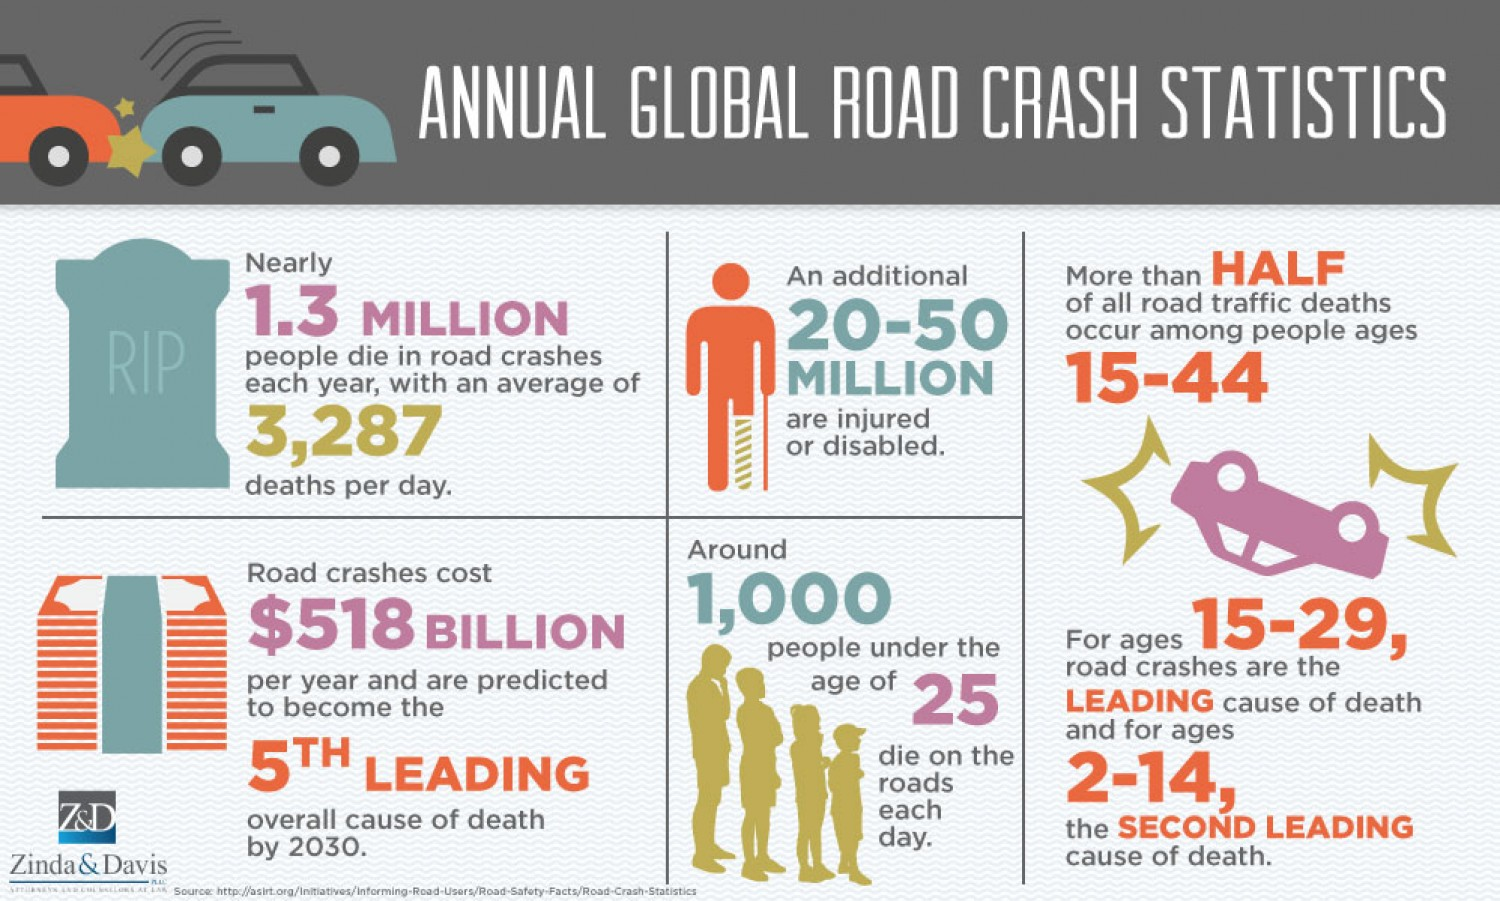 ANNUAL GLOBAL ROAD CRASH STATISTICS
RIP
Nearly
1.3 MILLION
people die in road crashes
each year, with an average of
3,287
deaths per day.
An additional
20-50
MILLION
are injured
or disabled.
More than HALF
of all road traffic deaths
occur among people ages
15-44
Road crashes cost
$518 BILLION
per year and are predicted
to become the
5TH LEADING
overall cause of death
by 2030.
Around
1,000
people under the
age of 25
die on the
roads
each
day.
For ages 15-29,
road crashes are the
LEADING cause of death
and for ages
2-14,
the SECOND LEADING
cause of death.
Z&D
Zinda & Davis
PLLC
ATTORNEYS AND COUNSELORS AT LAW
Source: http://asirt.org/Initiatives/Informing-Road-Users/Road-Safety-Facts/Road-Crash-Statistics